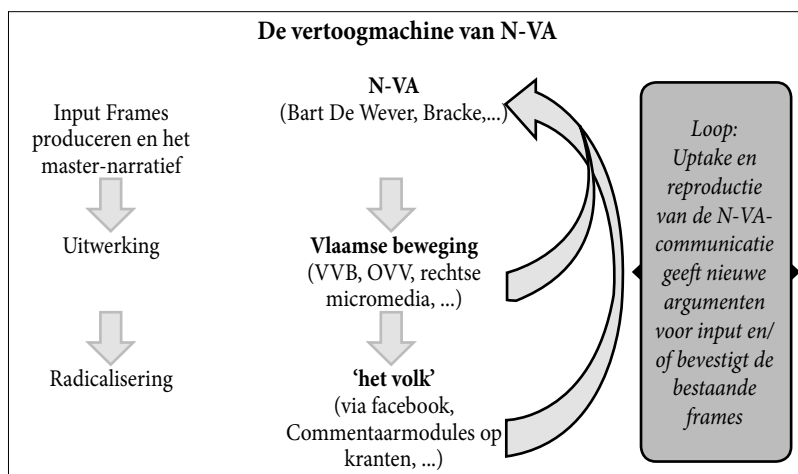 De vertoogmachine van N-VA
Input Frames
produceren en het
master-narratief
Uitwerking
Radicalisering
N-VA
(Bart De Wever, Bracke,...)
Vlaamse beweging
(VVB, OVV, rechtse
micromedia, ...)
‘het volk’
(via facebook,
Commentaarmodules op
kranten, ...)
Loop:
Uptake en
reproductie
van de N-VA-
communicatie
geeft nieuwe
argumenten
voor input en/
of bevestigt de
bestaande
frames